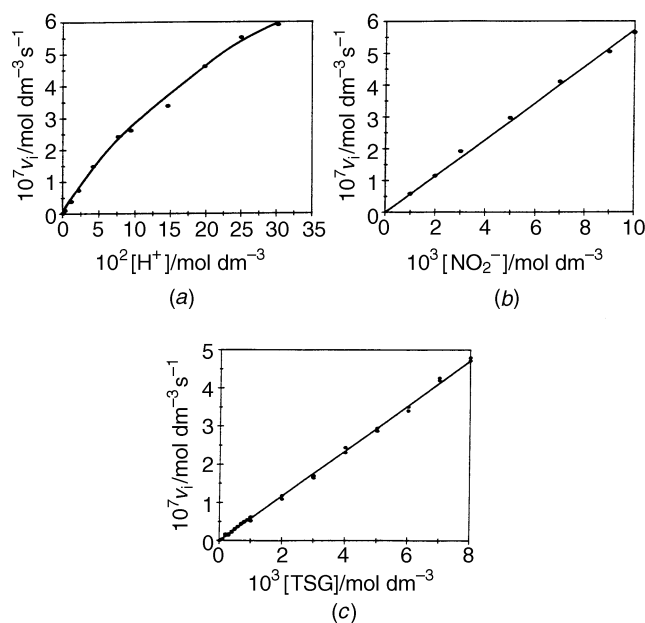 6
5
4
3
2
1
0
10⁷vᵢ/mol dm⁻³s⁻¹
0 5 10 15 20 25 30 35
10²[H⁺]/mol dm⁻³
(a)
6
5
4
3
2
1
0
10⁷vᵢ/mol dm⁻³s⁻¹
0 2 4 6 8 10
10³[NO₂⁻]/mol dm⁻³
(b)
5
4
3
2
1
0
10⁷vᵢ/mol dm⁻³s⁻¹
0 2 4 6 8
10³[TSG]/mol dm⁻³
(c)